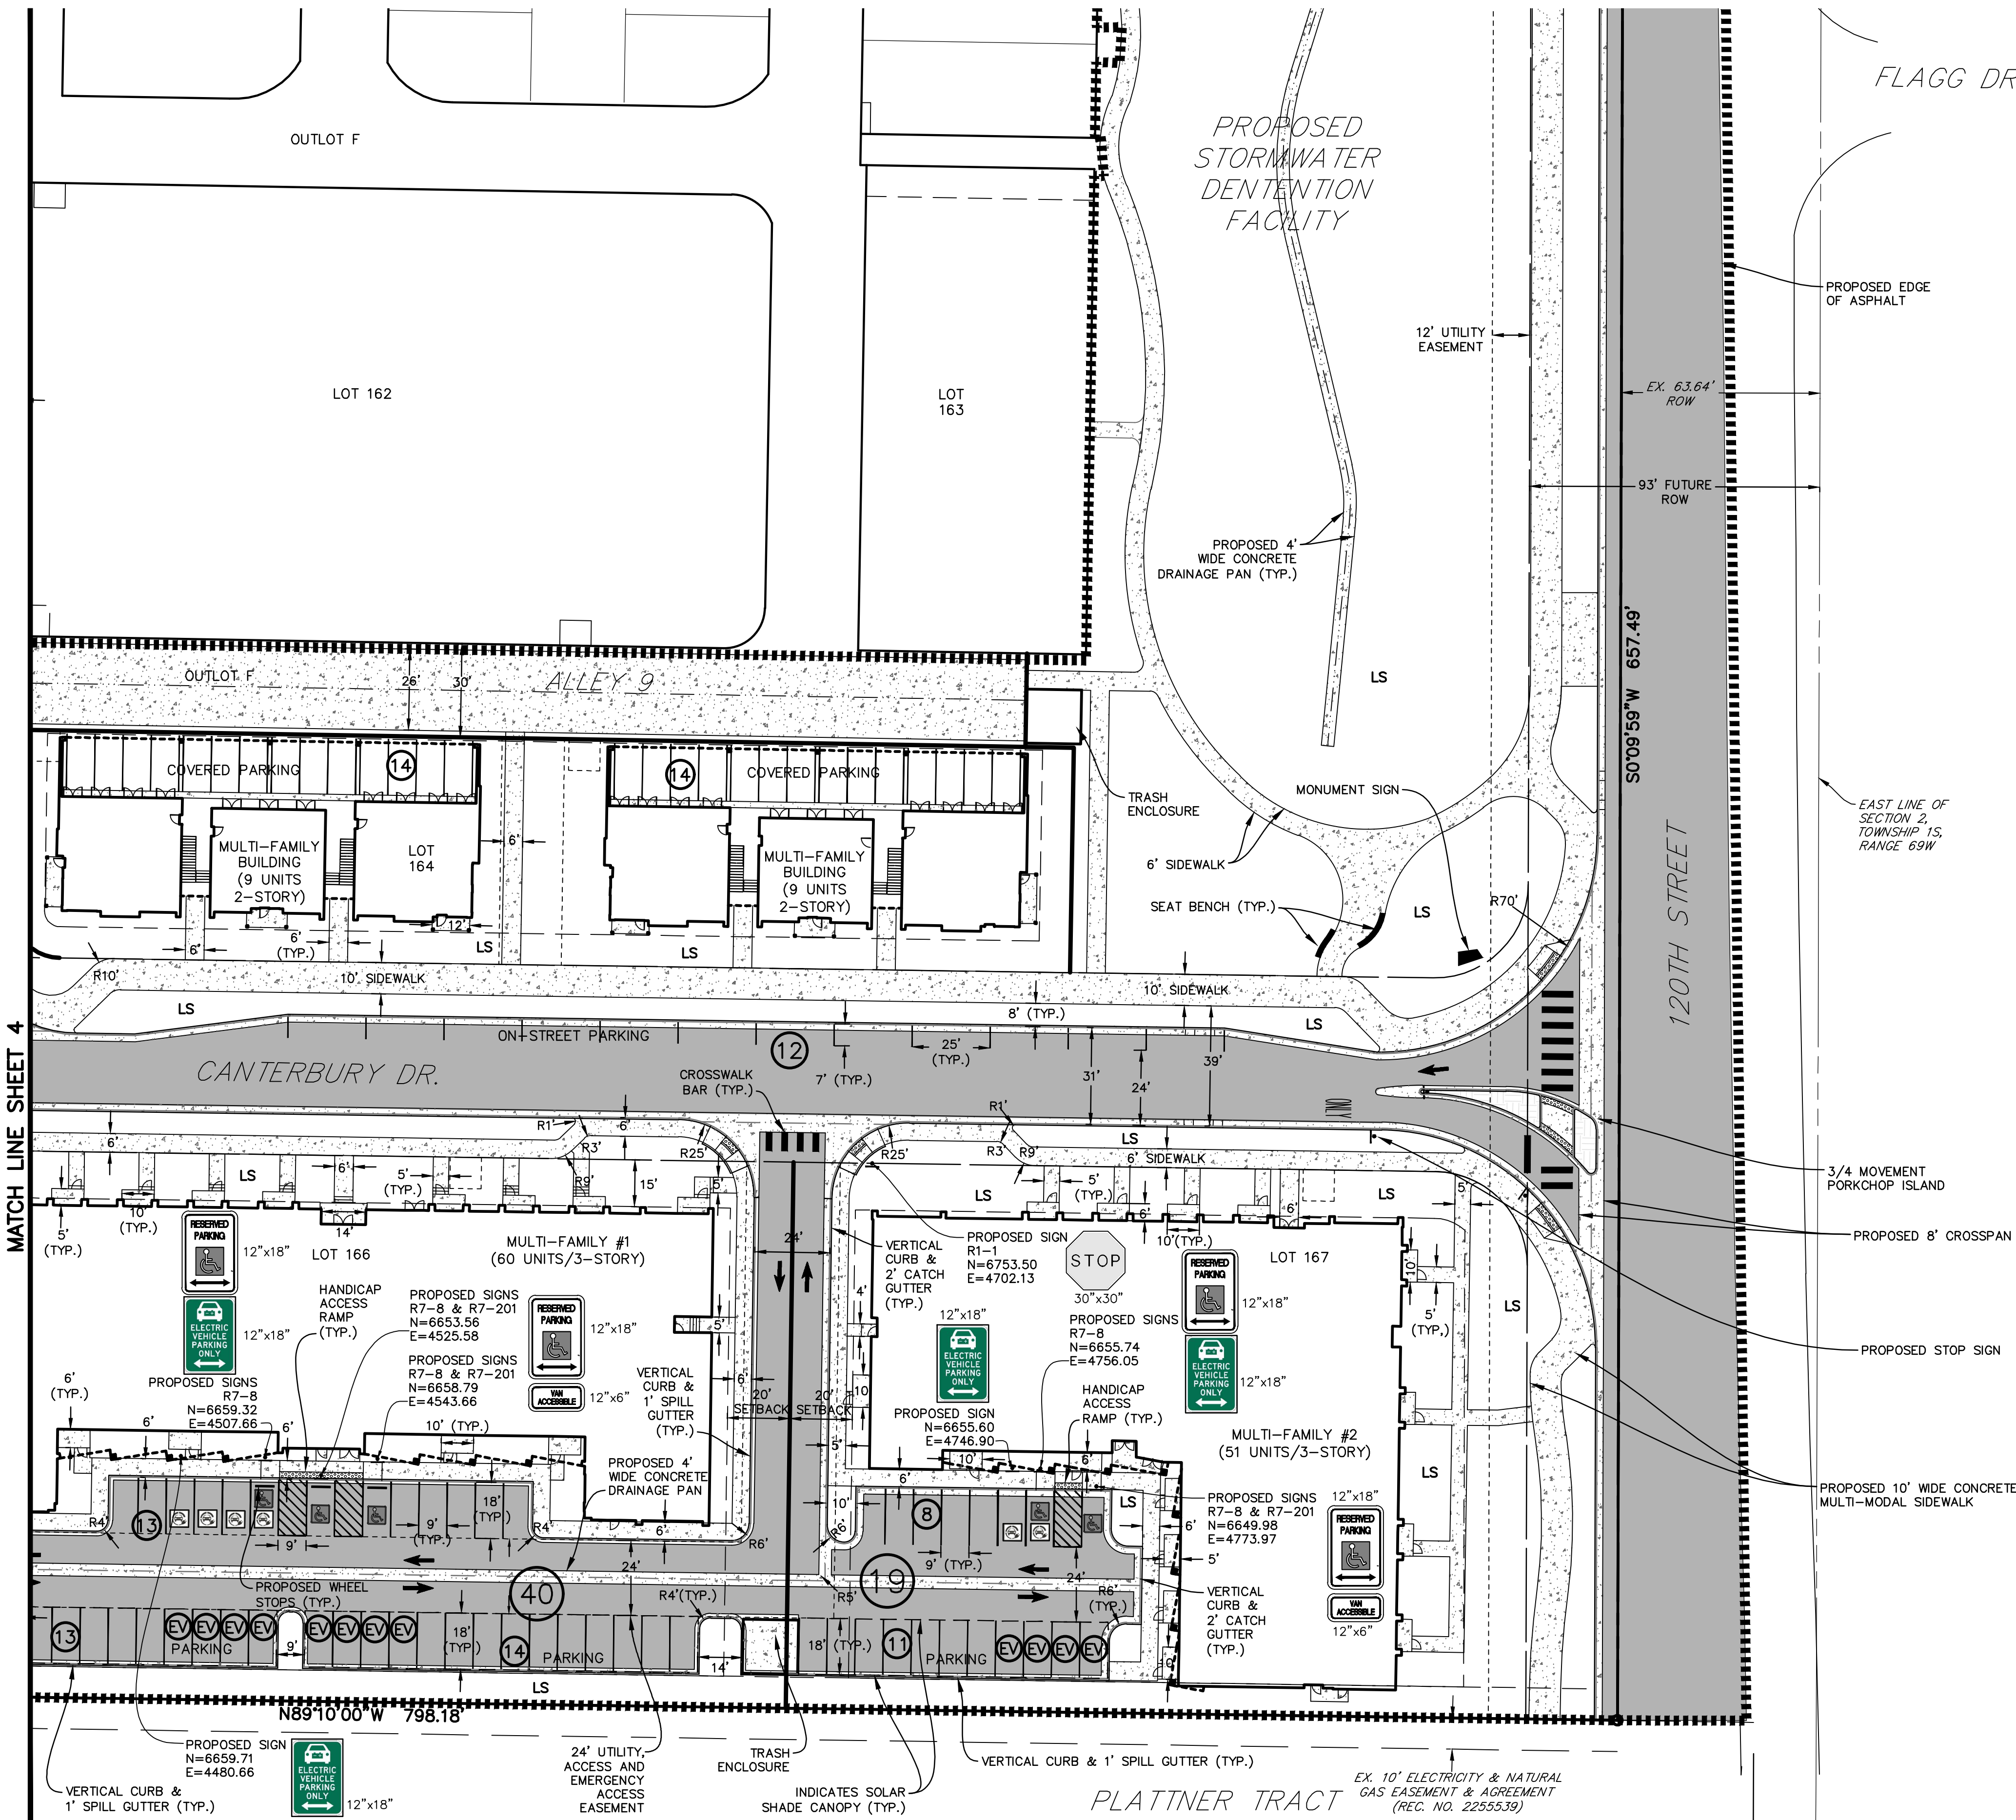 FLAGG DR
OUTLOT F
PROPOSED
STORMWATER
DENTENTION
FACILITY
PROPOSED EDGE
OF ASPHALT
12' UTILITY
EASEMENT
EX. 63.64'
ROW
LOT 162
LOT
163
93' FUTURE
ROW
PROPOSED 4'
WIDE CONCRETE
DRAINAGE PAN (TYP.)
S0°09'59"W 657.49'
OUTLOT F
26'
30'
ALLEY 9
LS
COVERED PARKING
14
14
COVERED PARKING
TRASH
ENCLOSURE
MONUMENT SIGN
EAST LINE OF
SECTION 2,
TOWNSHIP 1S,
RANGE 69W
120TH STREET
MULTI-FAMILY
BUILDING
(9 UNITS
2-STORY)
LOT
164
6'
MULTI-FAMILY
BUILDING
(9 UNITS
2-STORY)
6' SIDEWALK
SEAT BENCH (TYP.)
LS
R70'
12'
6'
6'
(TYP.)
LS
LS
R10'
10' SIDEWALK
10' SIDEWALK
LS
8' (TYP.)
LS
ON-STREET PARKING
12
25'
(TYP.)
7' (TYP.)
31'
24'
39'
CANTERBURY DR.
CROSSWALK
BAR (TYP.)
ONLY
MATCH LINE SHEET 4
R1'
6'
R3'
R25'
R9'
6'
6'
LS
5'
(TYP.)
15'
5'
R1'
R3'
R9'
R25'
LS
6' SIDEWALK
LS
5'
(TYP.)
6'
6'
LS
5'
3/4 MOVEMENT
PORKCHOP ISLAND
PROPOSED 8' CROSSPAN
5'
(TYP.)
10'
(TYP.)
14'
RESERVED
PARKING
12"x18"
LOT 166
MULTI-FAMILY #1
(60 UNITS/3-STORY)
24'
VERTICAL
CURB &
2' CATCH
GUTTER
(TYP.)
PROPOSED SIGN
R1-1
N=6753.50
E=4702.13
STOP
30"x30"
10'(TYP.)
RESERVED
PARKING
12"x18"
LOT 167
10'
5'
(TYP.)
LS
PROPOSED STOP SIGN
ELECTRIC
VEHICLE
PARKING
ONLY
12"x18"
HANDICAP
ACCESS
RAMP
(TYP.)
PROPOSED SIGNS
R7-8 & R7-201
N=6653.56
E=4525.58
RESERVED
PARKING
12"x18"
5'
4'
12"x18"
ELECTRIC
VEHICLE
PARKING
ONLY
PROPOSED SIGNS
R7-8
N=6655.74
E=4756.05
ELECTRIC
VEHICLE
PARKING
ONLY
12"x18"
PROPOSED SIGNS
R7-8
N=6659.32
E=4507.66
PROPOSED SIGNS
R7-8 & R7-201
N=6658.79
E=4543.66
VAN
ACCESSIBLE
12"x6"
VERTICAL
CURB &
1' SPILL
GUTTER
(TYP.)
6'
20'
SETBACK
20'
SETBACK
10
PROPOSED SIGN
N=6655.60
E=4746.90
HANDICAP
ACCESS
RAMP (TYP.)
MULTI-FAMILY #2
(51 UNITS/3-STORY)
6'
(TYP.)
6'
6'
10' (TYP.)
5'
PROPOSED 4'
WIDE CONCRETE
DRAINAGE PAN
6'
10'
6'
LS
PROPOSED 10' WIDE CONCRETE
MULTI-MODAL SIDEWALK
R4'
13
9'
9'
(TYP.)
18'
(TYP.)
R4'
6'
R6'
10'
R6'
8
9' (TYP.)
LS
6'
5'
PROPOSED SIGNS
R7-8 & R7-201
N=6649.98
E=4773.97
12"x18"
RESERVED
PARKING
VAN
ACCESSIBLE
12"x6"
PROPOSED WHEEL
STOPS (TYP.)
40
24'
R4'(TYP.)
R5'
19
24'
R6'
(TYP.)
VERTICAL
CURB &
2' CATCH
GUTTER
(TYP.)
13
EV EV EV EV
PARKING
9'
EV EV EV EV
18'
(TYP.)
14
PARKING
14'
18' (TYP.)
11
PARKING
EV EV EV EV
LS
N89°10'00"W 798.18'
PROPOSED SIGN
N=6659.71
E=4480.66
VERTICAL CURB &
1' SPILL GUTTER (TYP.)
ELECTRIC
VEHICLE
PARKING
ONLY
12"x18"
24' UTILITY,
ACCESS AND
EMERGENCY
ACCESS
EASEMENT
TRASH
ENCLOSURE
INDICATES SOLAR
SHADE CANOPY (TYP.)
VERTICAL CURB & 1' SPILL GUTTER (TYP.)
PLATTNER TRACT
EX. 10' ELECTRICITY & NATURAL
GAS EASEMENT & AGREEMENT
(REC. NO. 2255539)